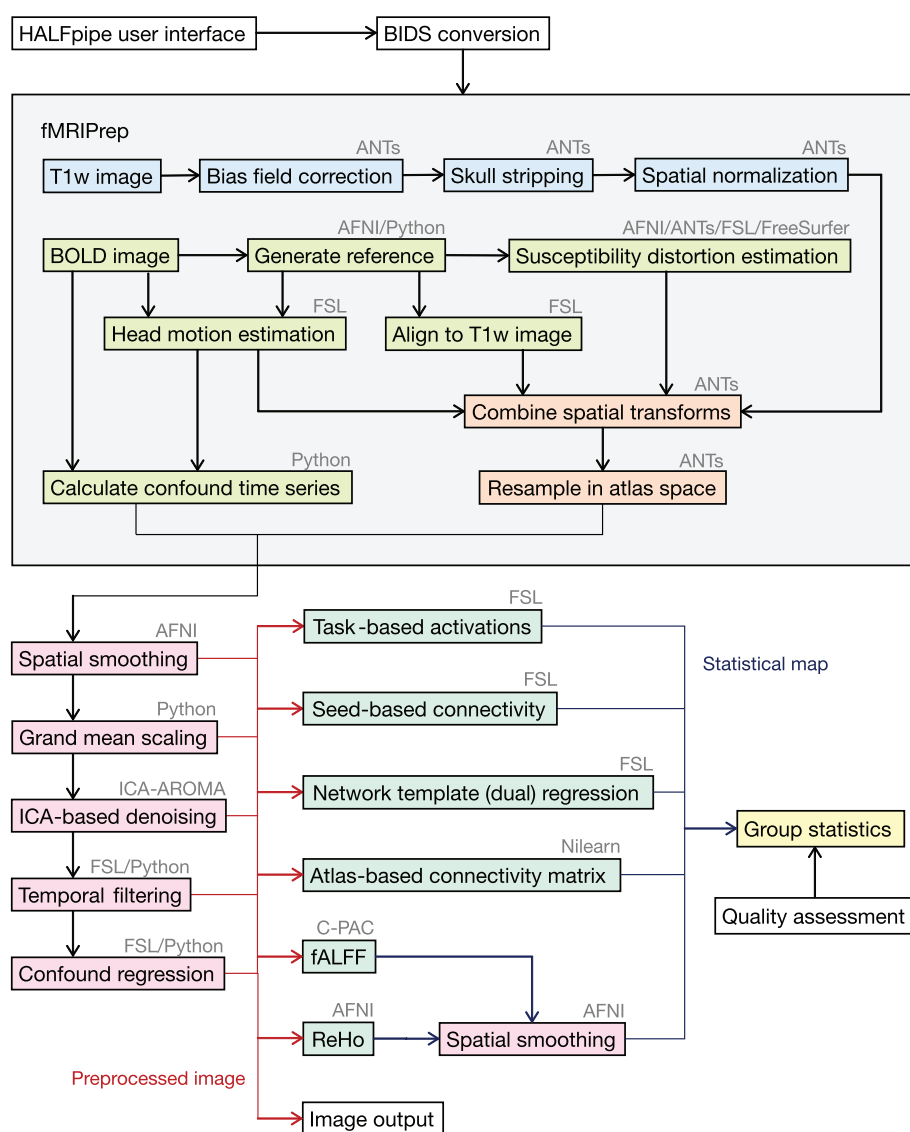 HALFpipe user interface
BIDS conversion
fMRIPrep
ANTs
ANTs
ANTs
T1w image
Bias field correction
Skull stripping
Spatial normalization
AFNI/Python
AFNI/ANTs/FSL/FreeSurfer
BOLD image
Generate reference
Susceptibility distortion estimation
FSL
FSL
Head motion estimation
Align to T1w image
ANTs
Combine spatial transforms
Python
ANTs
Calculate confound time series
Resample in atlas space
FSL
Task-based activations
AFNI
Spatial smoothing
Statistical map
FSL
Seed-based connectivity
Python
Grand mean scaling
FSL
Network template (dual) regression
ICA-AROMA
ICA-based denoising
Group statistics
Nilearn
Atlas-based connectivity matrix
FSL/Python
Temporal filtering
Quality assessment
C-PAC
fALFF
FSL/Python
Confound regression
AFNI
AFNI
ReHo
Spatial smoothing
Preprocessed image
Image output